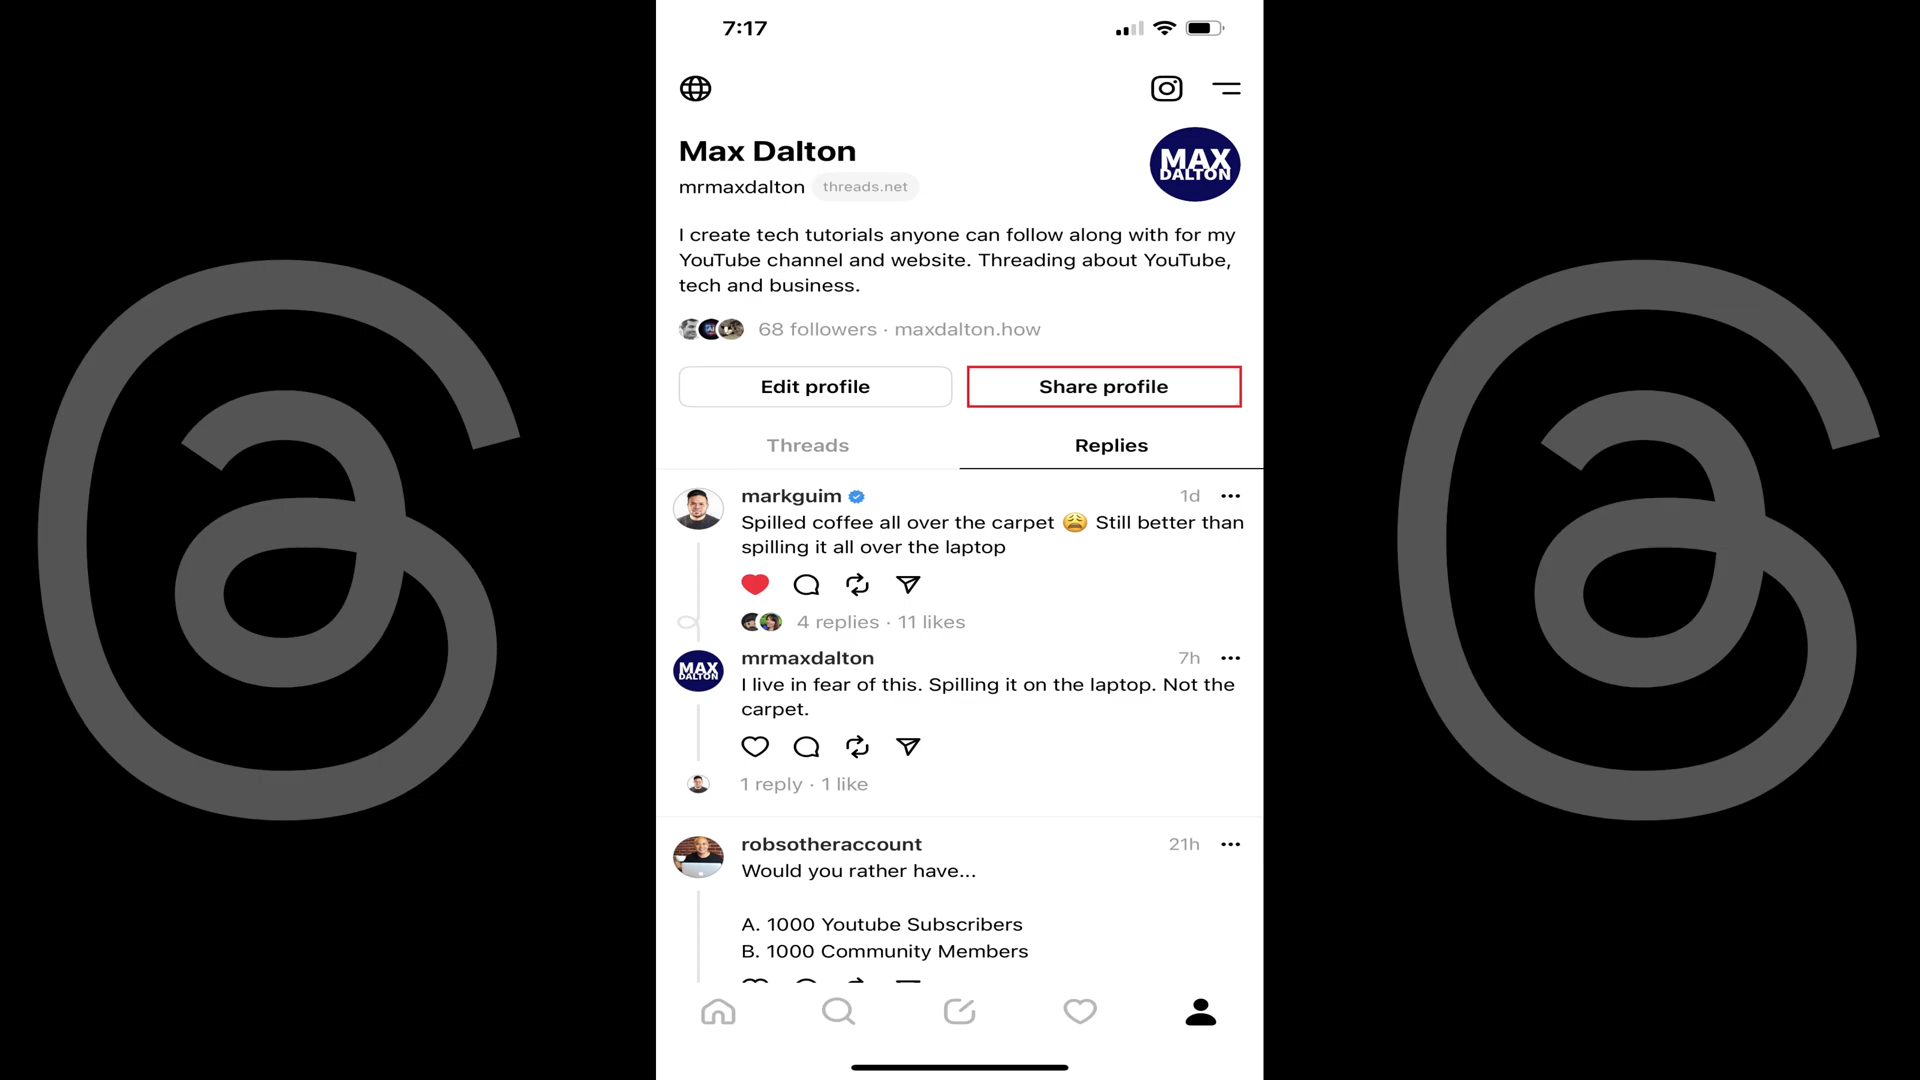 7:17
Max Dalton
MAX
DALTON
mrmaxdalton threads.net
I create tech tutorials anyone can follow along with for my
YouTube channel and website. Threading about YouTube,
tech and business.
68 followers · maxdalton.how
Edit profile
Share profile
Threads
Replies
markguim 1d
Spilled coffee all over the carpet 😩 Still better than
spilling it all over the laptop
4 replies · 11 likes
MAX
DALTON
mrmaxdalton 7h
I live in fear of this. Spilling it on the laptop. Not the
carpet.
1 reply · 1 like
robsotheraccount 21h
Would you rather have...
A. 1000 Youtube Subscribers
B. 1000 Community Members